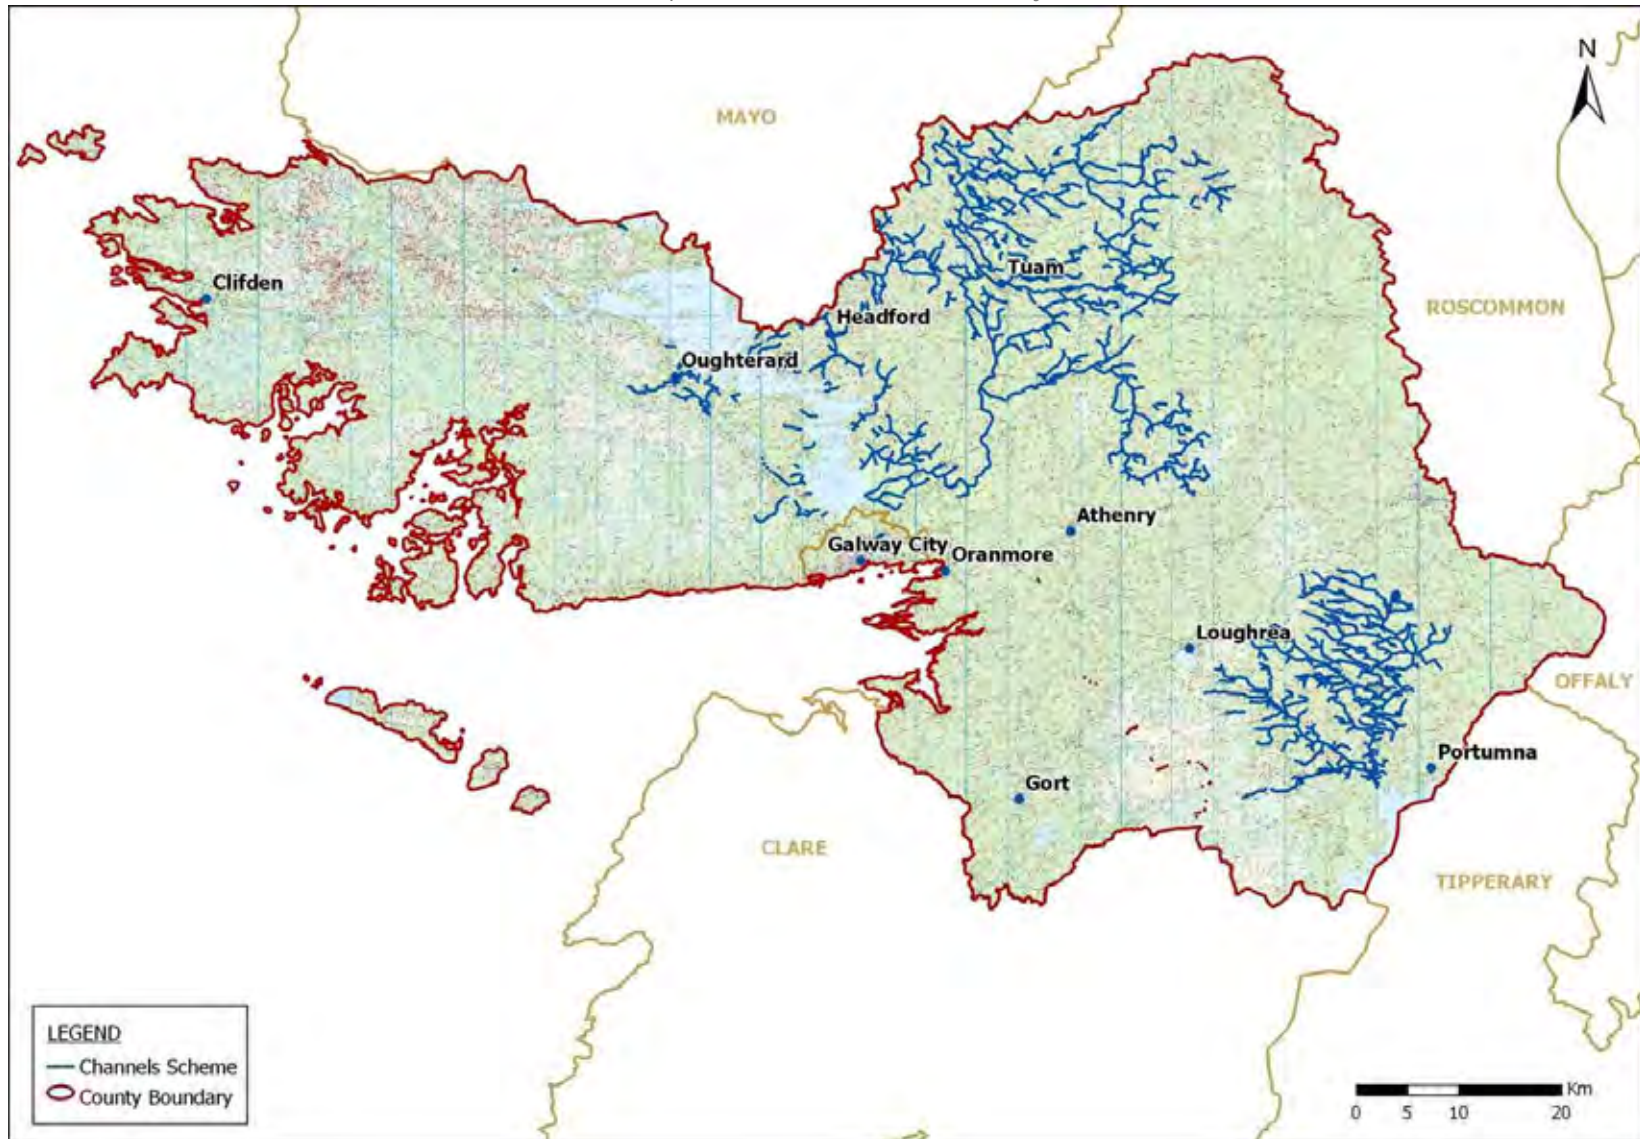 N
MAYO
Clifden
Tuam
ROSCOMMON
Headford
Oughterard
Athenry
Galway City
Oranmore
Loughrea
OFFALY
Portumna
Gort
CLARE
TIPPERARY
LEGEND
Channels Scheme
County Boundary
Km
0 5 10 20